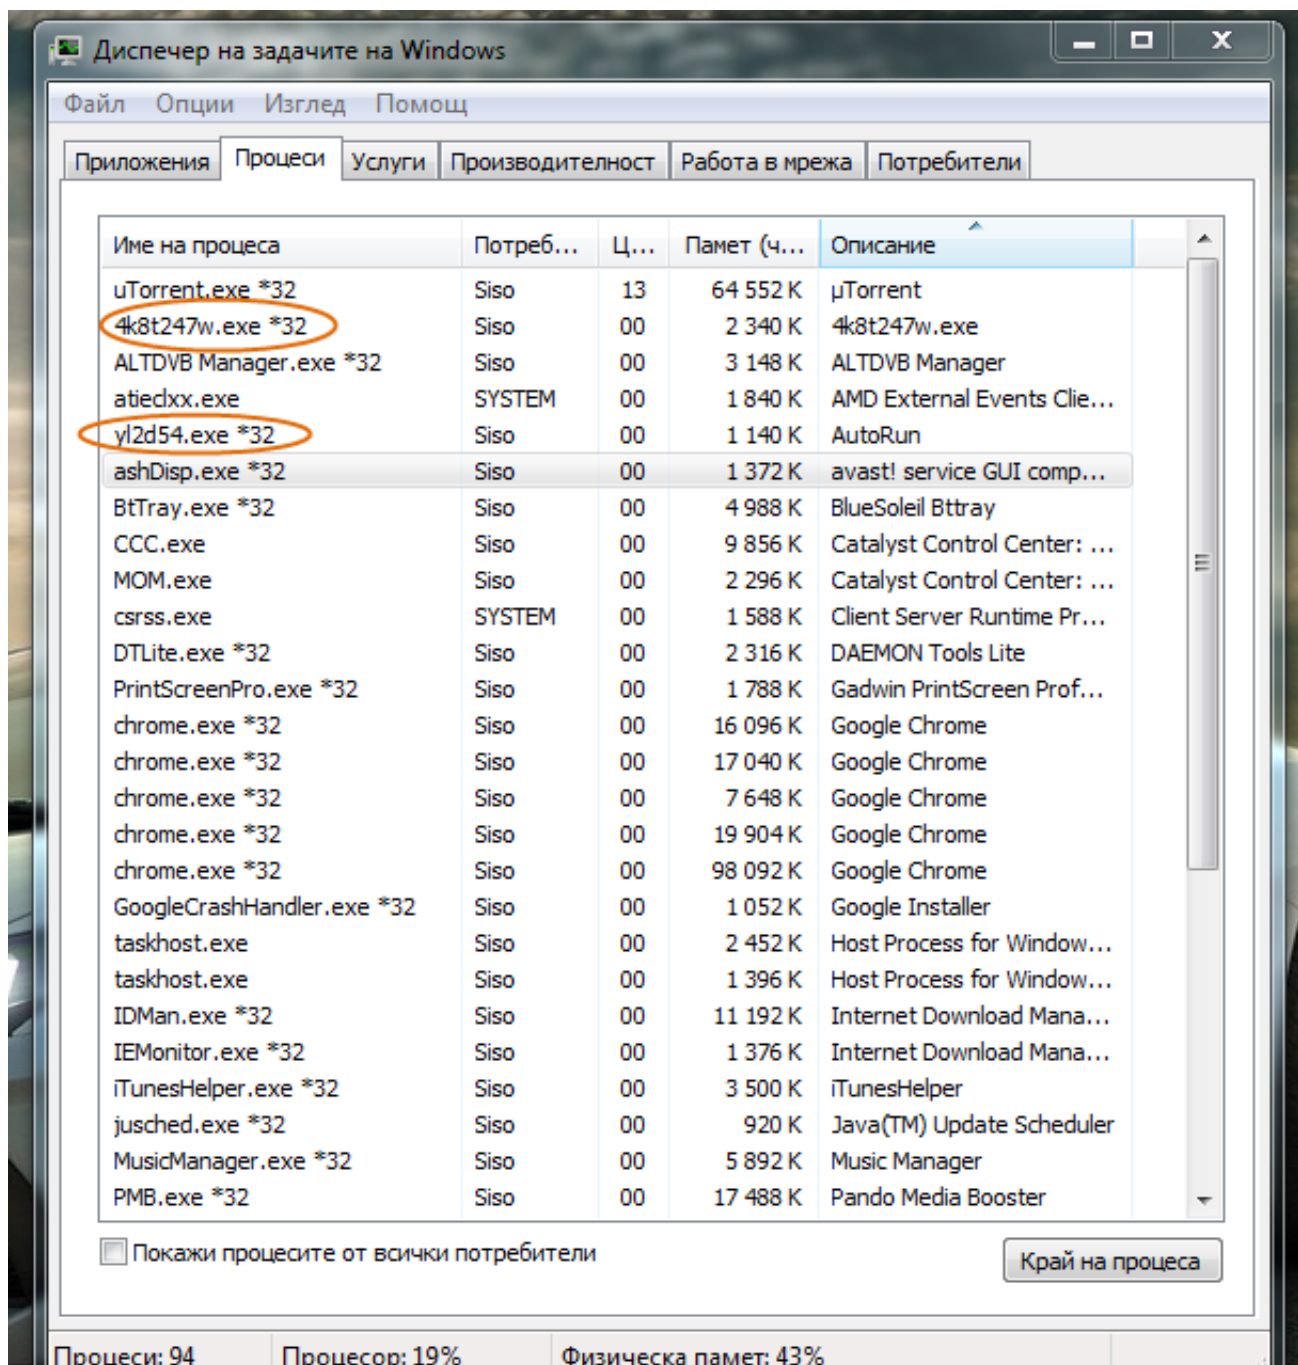 Диспечер на задачите на Windows
Файл Опции Изглед Помощ
Приложения Процеси Услуги Производителност Работа в мрежа Потребители
Име на процеса Потреб... Ц... Памет (ч... Описание
uTorrent.exe *32 Siso 13 64 552 K µTorrent
4k8t247w.exe *32 Siso 00 2 340 K 4k8t247w.exe
ALTDVB Manager.exe *32 Siso 00 3 148 K ALTDVB Manager
atieclxx.exe SYSTEM 00 1 840 K AMD External Events Clie...
yl2d54.exe *32 Siso 00 1 140 K AutoRun
ashDisp.exe *32 Siso 00 1 372 K avast! service GUI comp...
BtTray.exe *32 Siso 00 4 988 K BlueSoleil Bttray
CCC.exe Siso 00 9 856 K Catalyst Control Center: ...
MOM.exe Siso 00 2 296 K Catalyst Control Center: ...
csrss.exe SYSTEM 00 1 588 K Client Server Runtime Pr...
DTLite.exe *32 Siso 00 2 316 K DAEMON Tools Lite
PrintScreenPro.exe *32 Siso 00 1 788 K Gadwin PrintScreen Prof...
chrome.exe *32 Siso 00 16 096 K Google Chrome
chrome.exe *32 Siso 00 17 040 K Google Chrome
chrome.exe *32 Siso 00 7 648 K Google Chrome
chrome.exe *32 Siso 00 19 904 K Google Chrome
chrome.exe *32 Siso 00 98 092 K Google Chrome
GoogleCrashHandler.exe *32 Siso 00 1 052 K Google Installer
taskhost.exe Siso 00 2 452 K Host Process for Window...
taskhost.exe Siso 00 1 396 K Host Process for Window...
IDMan.exe *32 Siso 00 11 192 K Internet Download Mana...
IEMonitor.exe *32 Siso 00 1 376 K Internet Download Mana...
iTunesHelper.exe *32 Siso 00 3 500 K iTunesHelper
jusched.exe *32 Siso 00 920 K Java(TM) Update Scheduler
MusicManager.exe *32 Siso 00 5 892 K Music Manager
PMB.exe *32 Siso 00 17 488 K Pando Media Booster
Покажи процесите от всички потребители Край на процеса
Процеси: 94 Процесор: 19% Физическа памет: 43%